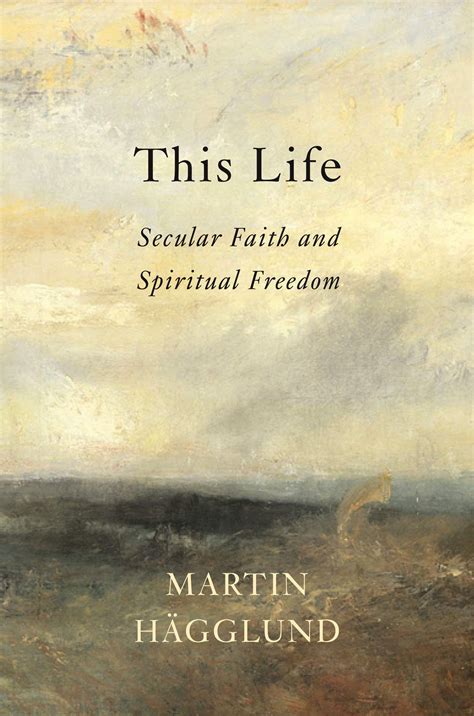 This Life
Secular Faith and
Spiritual Freedom
MARTIN
HÄGGLUND